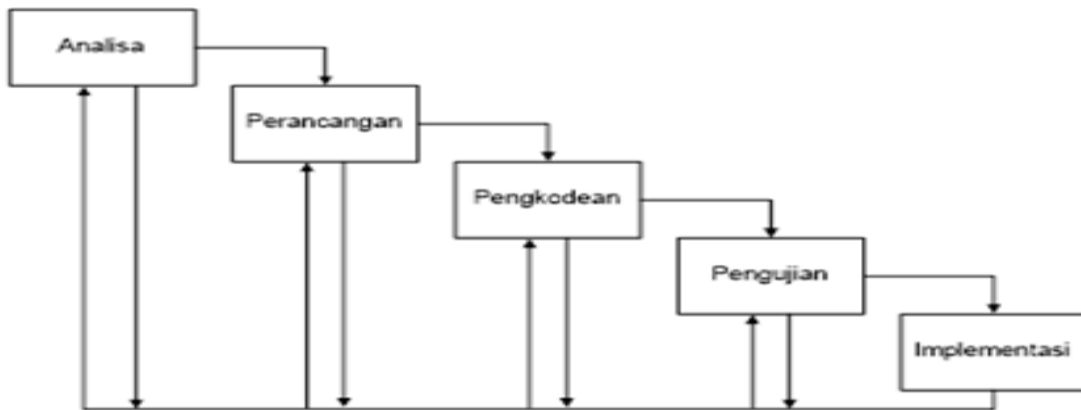 Analisa
Perancangan
Pengkodean
Pengujian
Implementasi